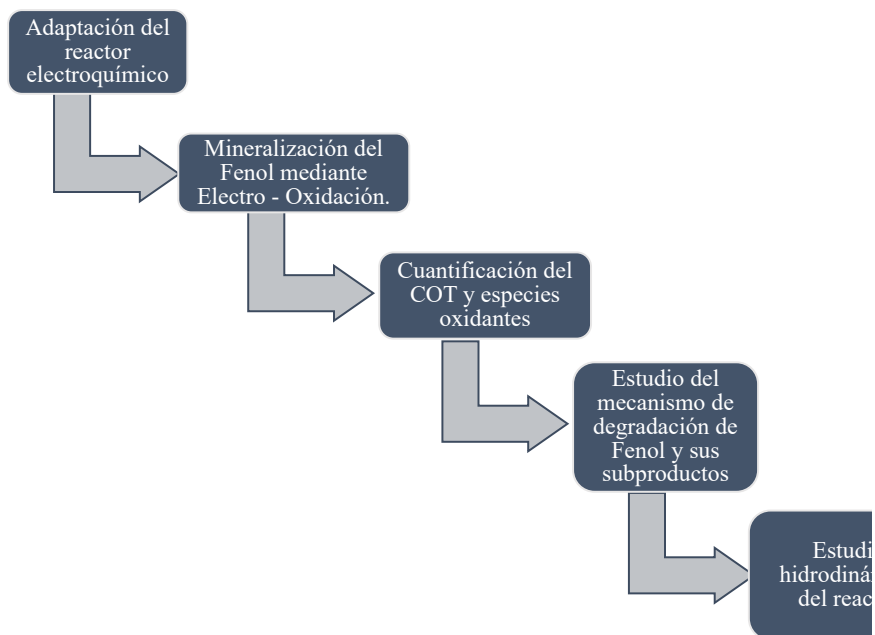 Adaptación del
reactor
electroquímico
Mineralización del
Fenol mediante
Electro - Oxidación.
Cuantificación del
COT y especies
oxidantes
Estudio del
mecanismo de
degradación de
Fenol y sus
subproductos
del